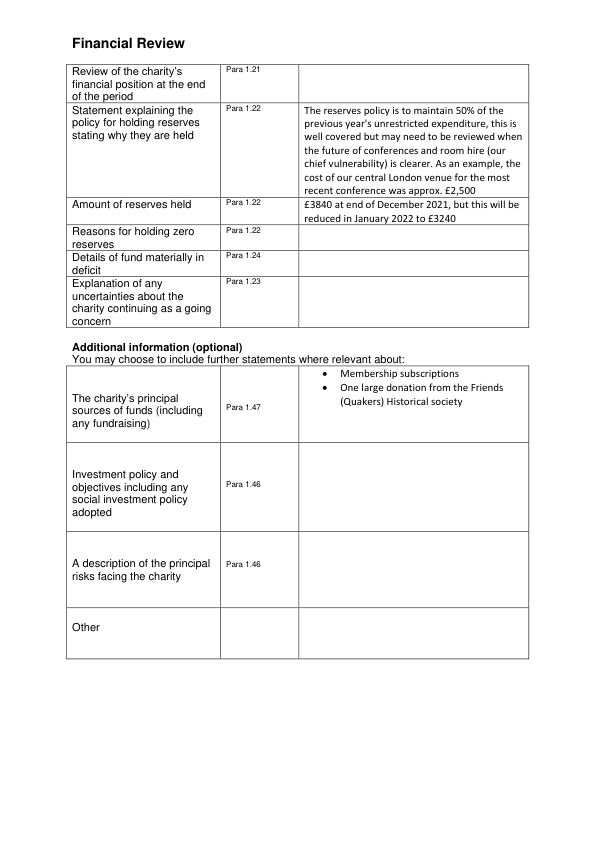 Financial Review
Review of the charity's
financial position at the end
of the period
Para 1.21
Statement explaining the
policy for holding reserves
stating why they are held
Para 1.22
The reserves policy is to maintain 50% of the
previous year's unrestricted expenditure, this is
well covered but may need to be reviewed when
the future of conferences and room hire (our
chief vulnerability) is clearer. As an example, the
cost of our central London venue for the most
recent conference was approx. £2,500
Amount of reserves held
Para 1.22
£3840 at end of December 2021, but this will be
reduced in January 2022 to £3240
Reasons for holding zero
reserves
Para 1.22
Details of fund materially in
deficit
Para 1.24
Explanation of any
uncertainties about the
charity continuing as a going
concern
Para 1.23
Additional information (optional)
You may choose to include further statements where relevant about:
The charity's principal
sources of funds (including
any fundraising)
Para 1.47
• Membership subscriptions
• One large donation from the Friends
(Quakers) Historical society
Investment policy and
objectives including any
social investment policy
adopted
Para 1.46
A description of the principal
risks facing the charity
Para 1.46
Other